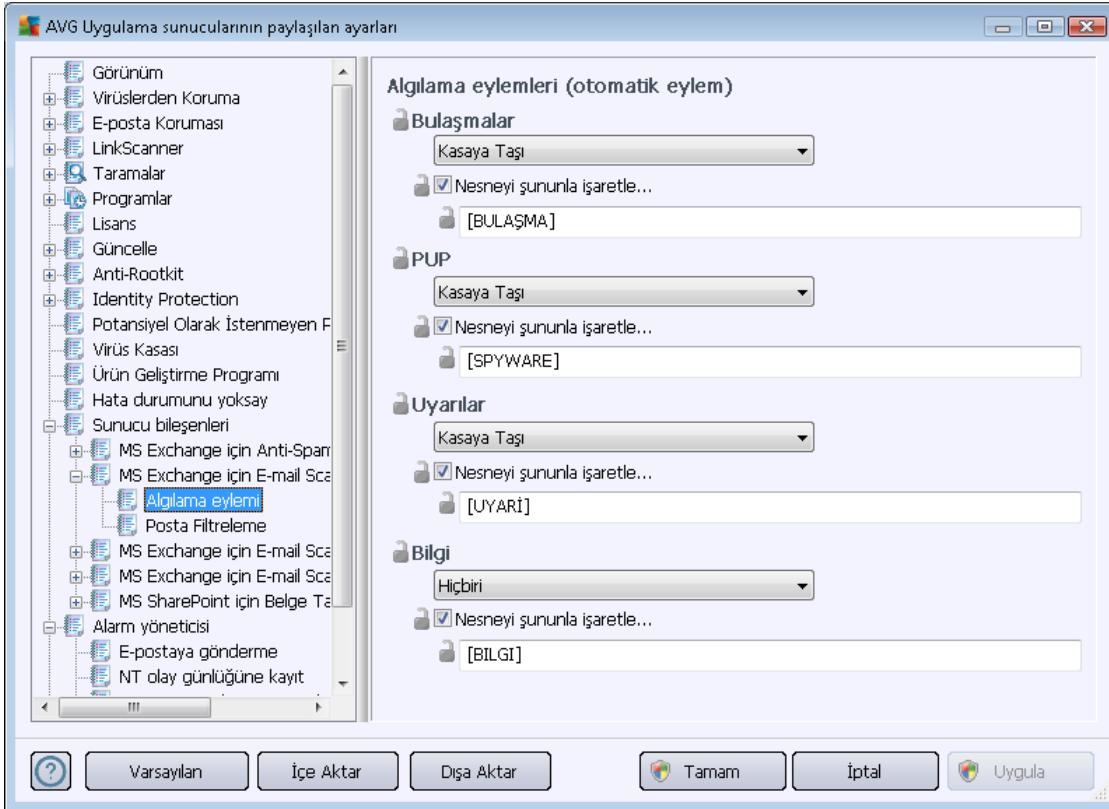 AVG Uygulama sunucularının paylaşılan ayarları
Görünüm
Virüslerden Koruma
E-posta Koruması
LinkScanner
Taramalar
Programlar
Lisans
Güncelle
Anti-Rootkit
Identity Protection
Potansiyel Olarak İstenmeyen P
Virüs Kasası
Ürün Geliştirme Programı
Hata durumunu yoksay
Sunucu bileşenleri
MS Exchange için Anti-Spam
MS Exchange için E-mail Sca
Algılama eylemi
Posta Filtreleme
MS Exchange için E-mail Sca
MS Exchange için E-mail Sca
MS SharePoint için Belge Ta
Alarm yöneticisi
E-postaya gönderme
NT olay günlüğüne kayıt
Algılama eylemleri (otomatik eylem)
Bulaşmalar
Kasaya Taşı
Nesneyi şununla işaretle...
[BULAŞMA]
PUP
Kasaya Taşı
Nesneyi şununla işaretle...
[SPYWARE]
Uyarılar
Kasaya Taşı
Nesneyi şununla işaretle...
[UYARİ]
Bilgi
Hiçbiri
Nesneyi şununla işaretle...
[BILGI]
Varsayılan
İçe Aktar
Dışa Aktar
Tamam
İptal
Uygula